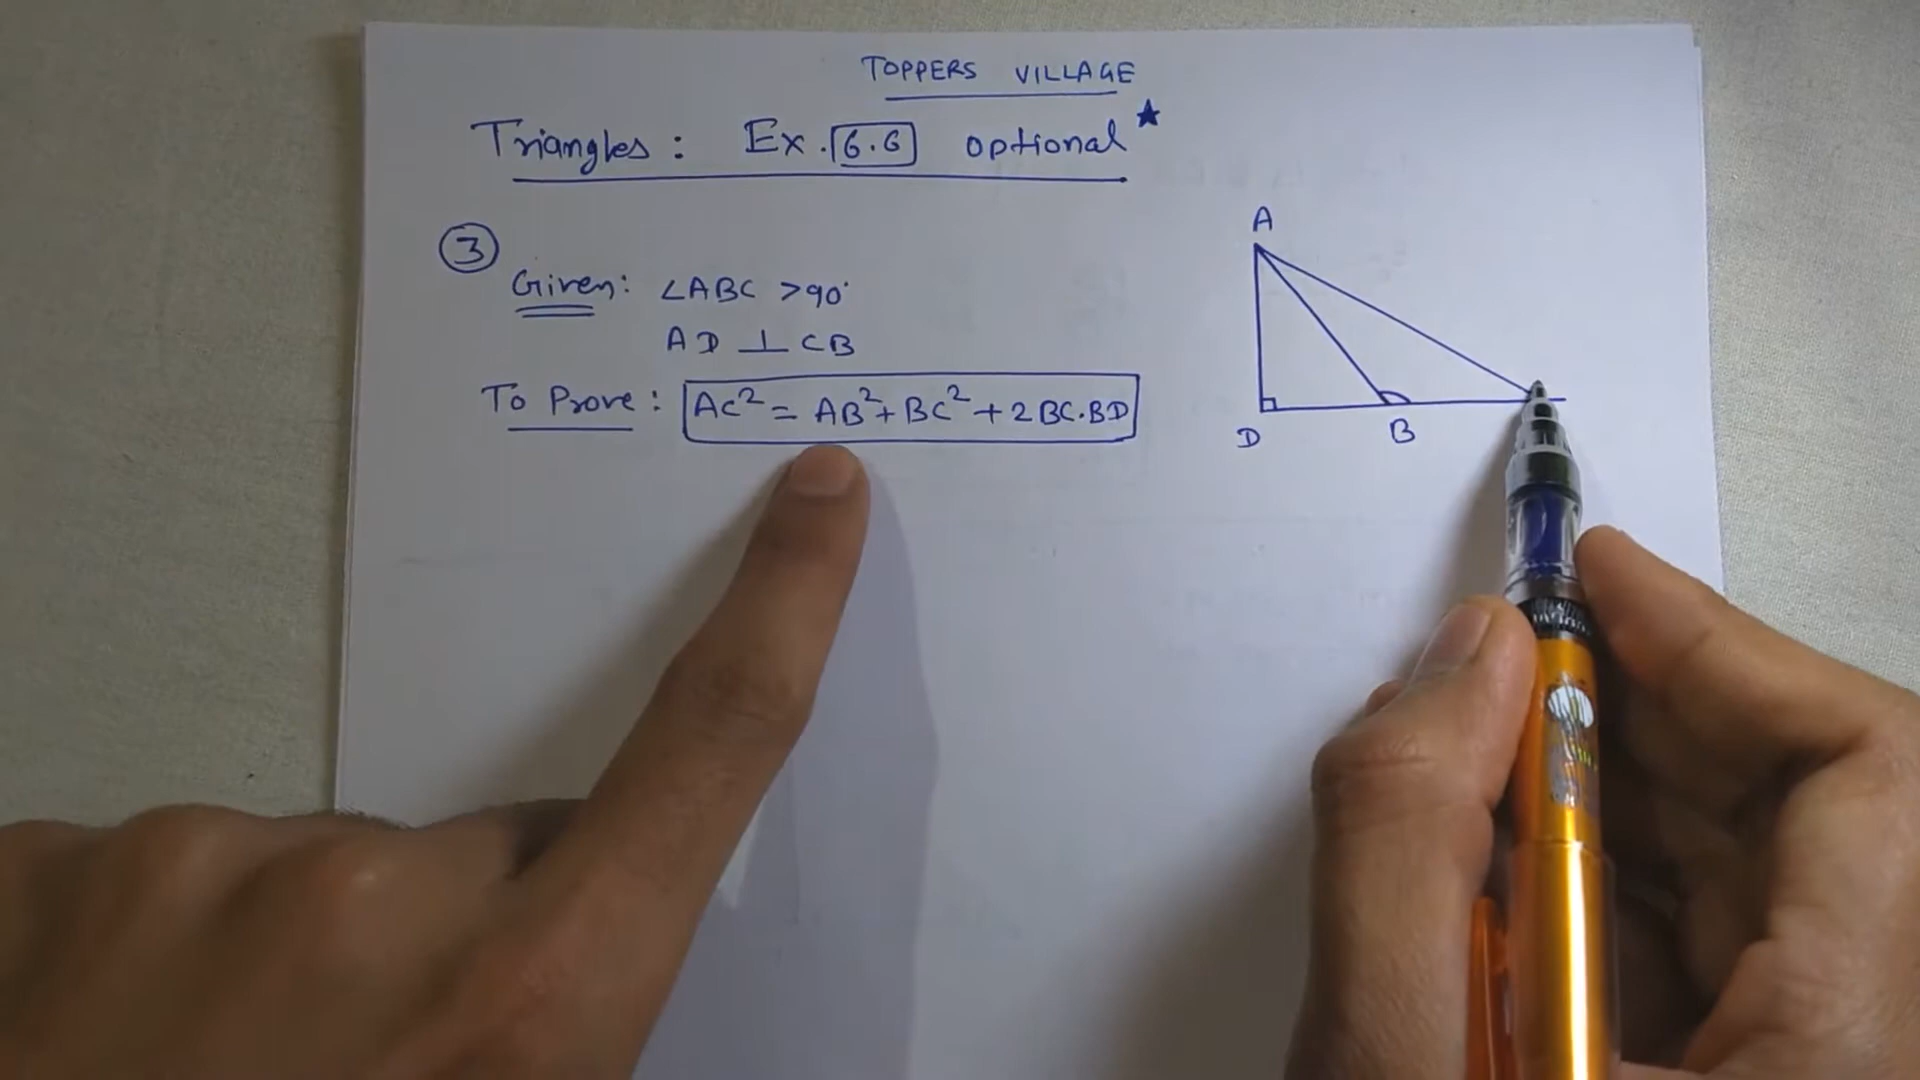 TOPPERS VILLAGE
Triangles : Ex. 6.6 optional ★
③
Given: ∠ABC >90°
AD ⊥ CB
To Prove: AC² = AB² + BC² + 2BC.BD
A
D B